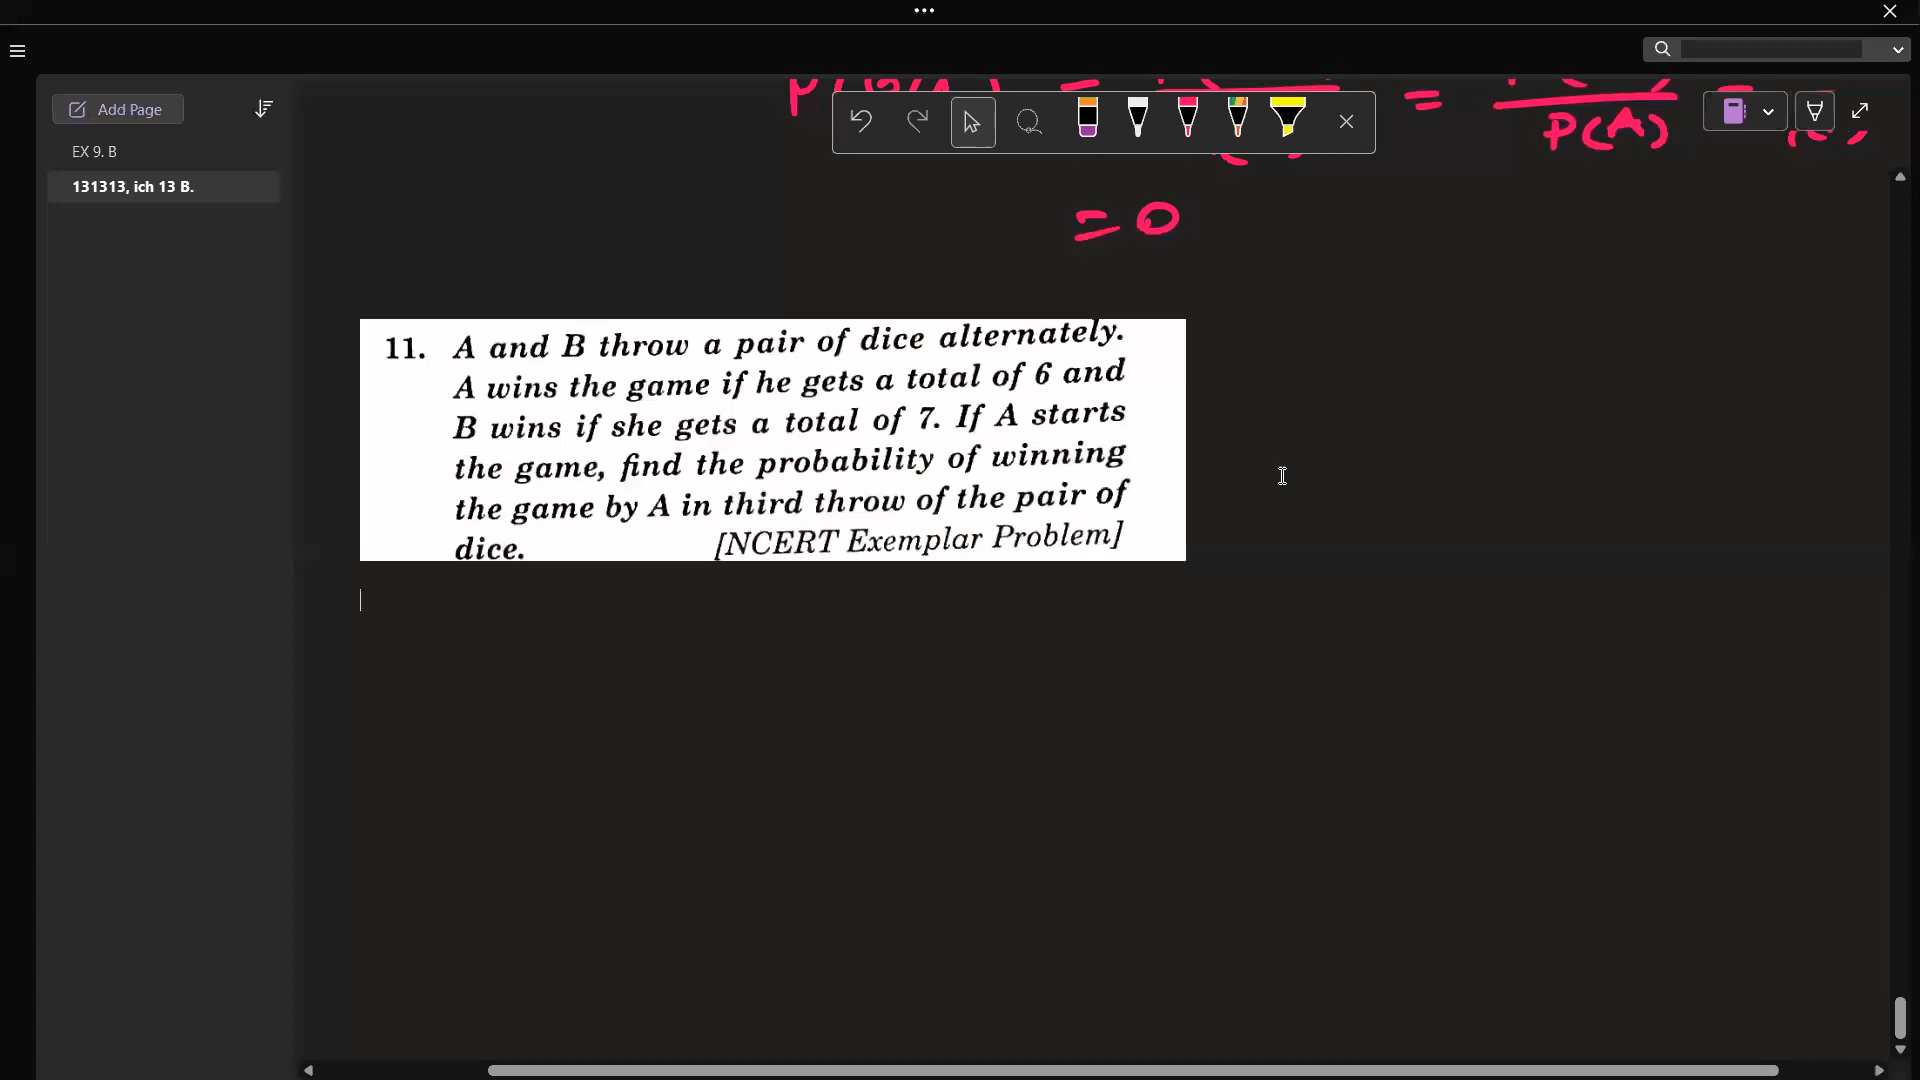 Add Page
EX 9. B
131313, ich 13 B.
= 
= 
P(A)
= 0
11. A and B throw a pair of dice alternately.
A wins the game if he gets a total of 6 and
B wins if she gets a total of 7. If A starts
the game, find the probability of winning
the game by A in third throw of the pair of
dice. [NCERT Exemplar Problem]